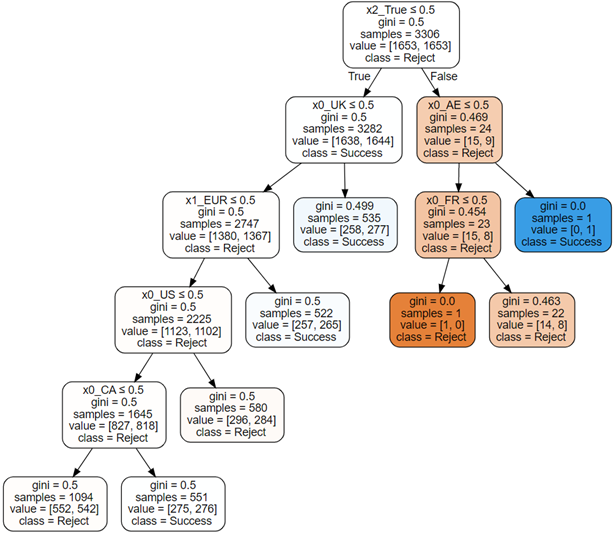 x2_True ≤ 0.5
gini = 0.5
samples = 3306
value = [1653, 1653]
class = Reject
True
False
x0_UK ≤ 0.5
gini = 0.5
samples = 3282
value = [1638, 1644]
class = Success
x0_AE ≤ 0.5
gini = 0.469
samples = 24
value = [15, 9]
class = Reject
x1_EUR ≤ 0.5
gini = 0.5
samples = 2747
value = [1380, 1367]
class = Reject
gini = 0.499
samples = 535
value = [258, 277]
class = Success
x0_FR ≤ 0.5
gini = 0.454
samples = 23
value = [15, 8]
class = Reject
gini = 0.0
samples = 1
value = [0, 1]
class = Success
x0_US ≤ 0.5
gini = 0.5
samples = 2225
value = [1123, 1102]
class = Reject
gini = 0.5
samples = 522
value = [257, 265]
class = Success
gini = 0.0
samples = 1
value = [1, 0]
class = Reject
gini = 0.463
samples = 22
value = [14, 8]
class = Reject
x0_CA ≤ 0.5
gini = 0.5
samples = 1645
value = [827, 818]
class = Reject
gini = 0.5
samples = 580
value = [296, 284]
class = Reject
gini = 0.5
samples = 1094
value = [552, 542]
class = Reject
gini = 0.5
samples = 551
value = [275, 276]
class = Success